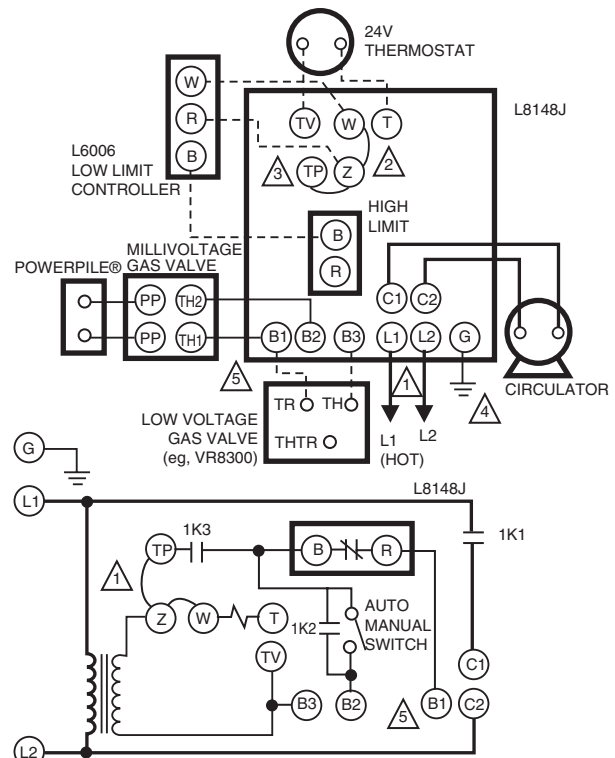 24V
THERMOSTAT
L8148J
W
R
B
L6006
LOW LIMIT
CONTROLLER
TV
W
T
3
TP
Z
2
HIGH
LIMIT
B
R
MILLIVOLTAGE
GAS VALVE
POWERPILE®
PP
TH2
PP
TH1
C1
C2
B1
B2
B3
L1
L2
G
5
1
4
CIRCULATOR
TR
TH
THTR
LOW VOLTAGE
GAS VALVE
(eg, VR8300)
L1
(HOT)
L2
G
L1
L8148J
1K3
TP
B
R
1K1
1
Z
W
T
1K2
AUTO
MANUAL
SWITCH
TV
C1
B3
B2
5
B1
C2
L2